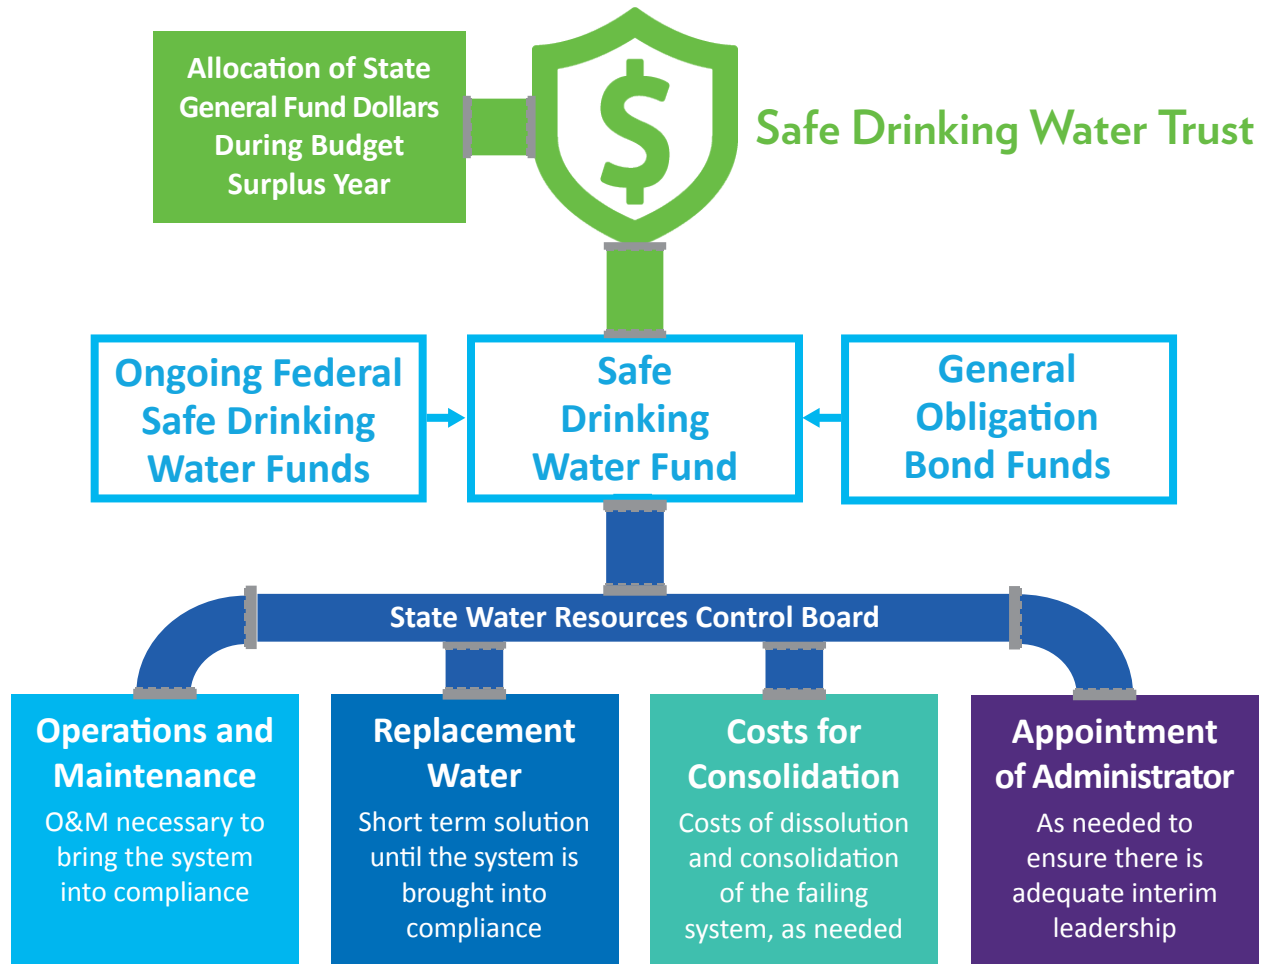 Allocation of State
General Fund Dollars
During Budget
Surplus Year
$
Safe Drinking Water Trust
Ongoing Federal
Safe Drinking
Water Funds
Safe
Drinking
Water Fund
General
Obligation
Bond Funds
State Water Resources Control Board
Operations and
Maintenance
O&M necessary to
bring the system
into compliance
Replacement
Water
Short term solution
until the system is
brought into
compliance
Costs for
Consolidation
Costs of dissolution
and consolidation
of the failing
system, as needed
Appointment
of Administrator
As needed to
ensure there is
adequate interim
leadership